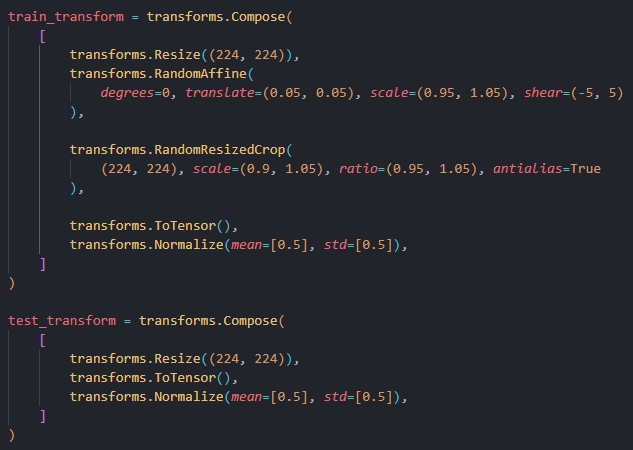 train_transform = transforms.Compose(
    [
        transforms.Resize((224, 224)),
        transforms.RandomAffine(
            degrees=0, translate=(0.05, 0.05), scale=(0.95, 1.05), shear=(-5, 5)
        ),

        transforms.RandomResizedCrop(
            (224, 224), scale=(0.9, 1.05), ratio=(0.95, 1.05), antialias=True
        ),

        transforms.ToTensor(),
        transforms.Normalize(mean=[0.5], std=[0.5]),
    ]
)

test_transform = transforms.Compose(
    [
        transforms.Resize((224, 224)),
        transforms.ToTensor(),
        transforms.Normalize(mean=[0.5], std=[0.5]),
    ]
)